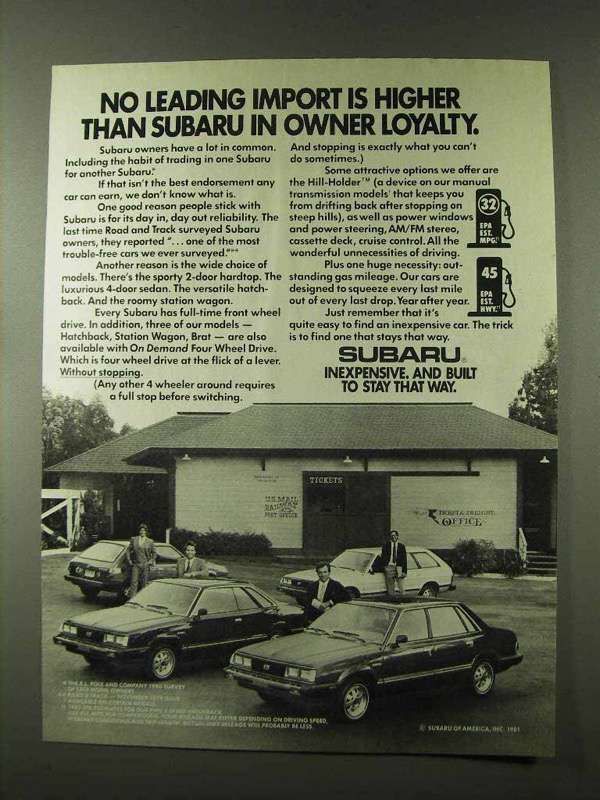 NO LEADING IMPORT IS HIGHER
THAN SUBARU IN OWNER LOYALTY.
Subaru owners have a lot in common.
Including the habit of trading in one Subaru
for another Subaru.*
If that isn't the best endorsement any
car can earn, we don't know what is.
One good reason people stick with
Subaru is for its day in, day out reliability. The
last time Road and Track surveyed Subaru
owners, they reported "... one of the most
trouble-free cars we ever surveyed."**
Another reason is the wide choice of
models. There's the sporty 2-door hardtop. The
luxurious 4-door sedan. The versatile hatch-
back. And the roomy station wagon.
Every Subaru has full-time front wheel
drive. In addition, three of our models —
Hatchback, Station Wagon, Brat — are also
available with On Demand Four Wheel Drive.
Which is four wheel drive at the flick of a lever.
Without stopping.
(Any other 4 wheeler around requires
a full stop before switching.
And stopping is exactly what you can't
do sometimes.)
Some attractive options we offer are
the Hill-Holder™ (a device on our manual
transmission models that keeps you
from drifting back after stopping on
steep hills), as well as power windows
and power steering, AM/FM stereo,
cassette deck, cruise control. All the
wonderful unnecessities of driving.
Plus one huge necessity: out-
standing gas mileage. Our cars are
designed to squeeze every last mile
out of every last drop. Year after year.
Just remember that it's
quite easy to find an inexpensive car. The trick
is to find one that stays that way.
32
EPA
EST.
MPG.
45
EPA
EST.
HWY.
SUBARU®
INEXPENSIVE. AND BUILT
TO STAY THAT WAY.
TICKETS
U.S. MAIL
RAILWAY
POST OFFICE
TICKET & FREIGHT
OFFICE
* THE R.L. POLK AND COMPANY 1980 SURVEY
© SUBARU OF AMERICA, INC. 1981